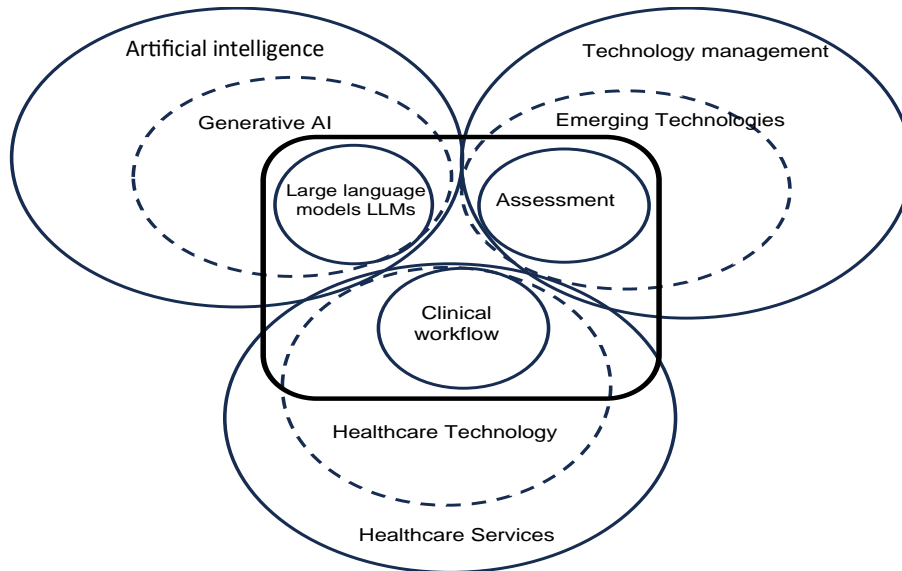 Artificial intelligence
Technology management
Generative AI
Emerging Technologies
Large language
models LLMs
Assessment
Clinical
workflow
Healthcare Technology
Healthcare Services